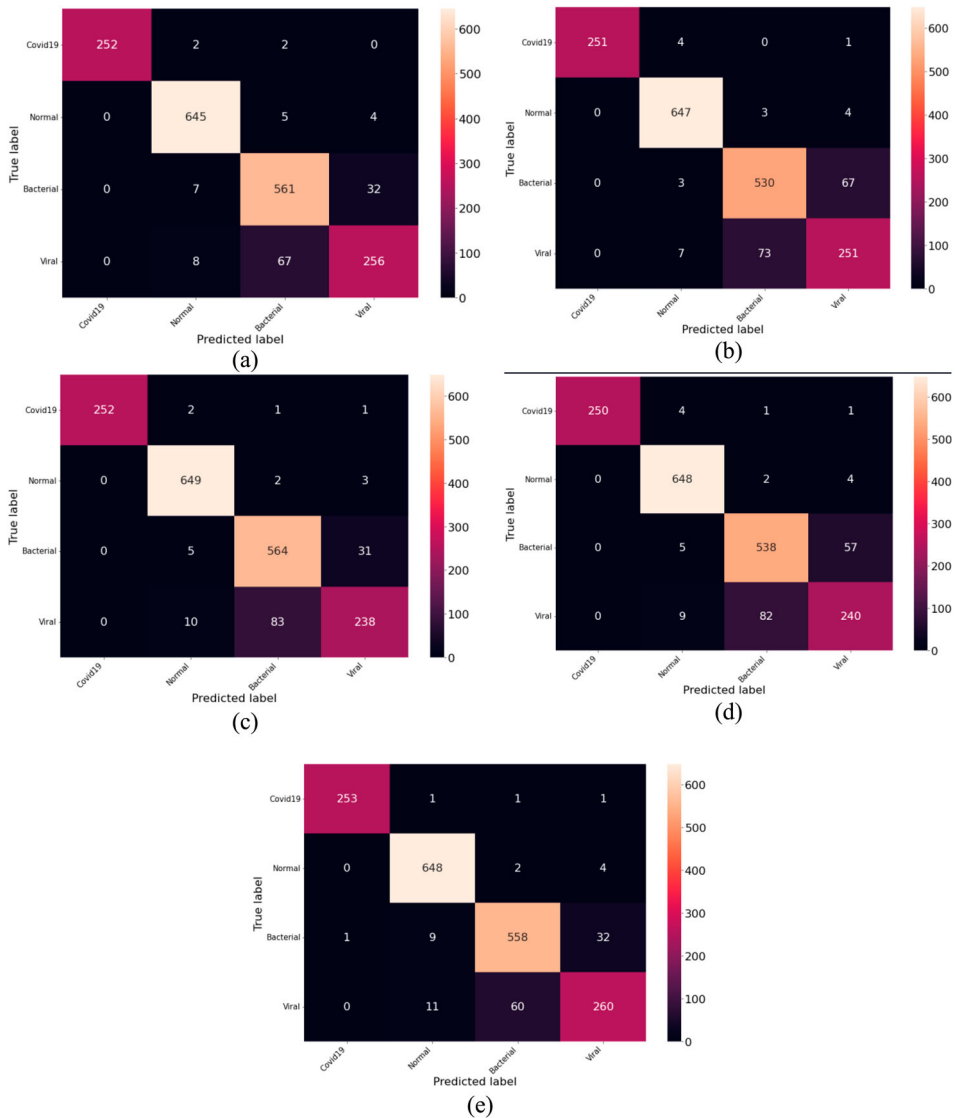 Covid19 252 2 2 0
Normal 0 645 5 4
Bacterial 0 7 561 32
Viral 0 8 67 256
Covid19 Normal Bacterial Viral
True label
Predicted label
600
500
400
300
200
100
0
(a)
Covid19 251 4 0 1
Normal 0 647 3 4
Bacterial 0 3 530 67
Viral 0 7 73 251
Covid19 Normal Bacterial Viral
True label
Predicted label
600
500
400
300
200
100
0
(b)
Covid19 252 2 1 1
Normal 0 649 2 3
Bacterial 0 5 564 31
Viral 0 10 83 238
Covid19 Normal Bacterial Viral
True label
Predicted label
600
500
400
300
200
100
0
(c)
Covid19 250 4 1 1
Normal 0 648 2 4
Bacterial 0 5 538 57
Viral 0 9 82 240
Covid19 Normal Bacterial Viral
True label
Predicted label
600
500
400
300
200
100
0
(d)
Covid19 253 1 1 1
Normal 0 648 2 4
Bacterial 1 9 558 32
Viral 0 11 60 260
Covid19 Normal Bacterial Viral
True label
Predicted label
600
500
400
300
200
100
0
(e)